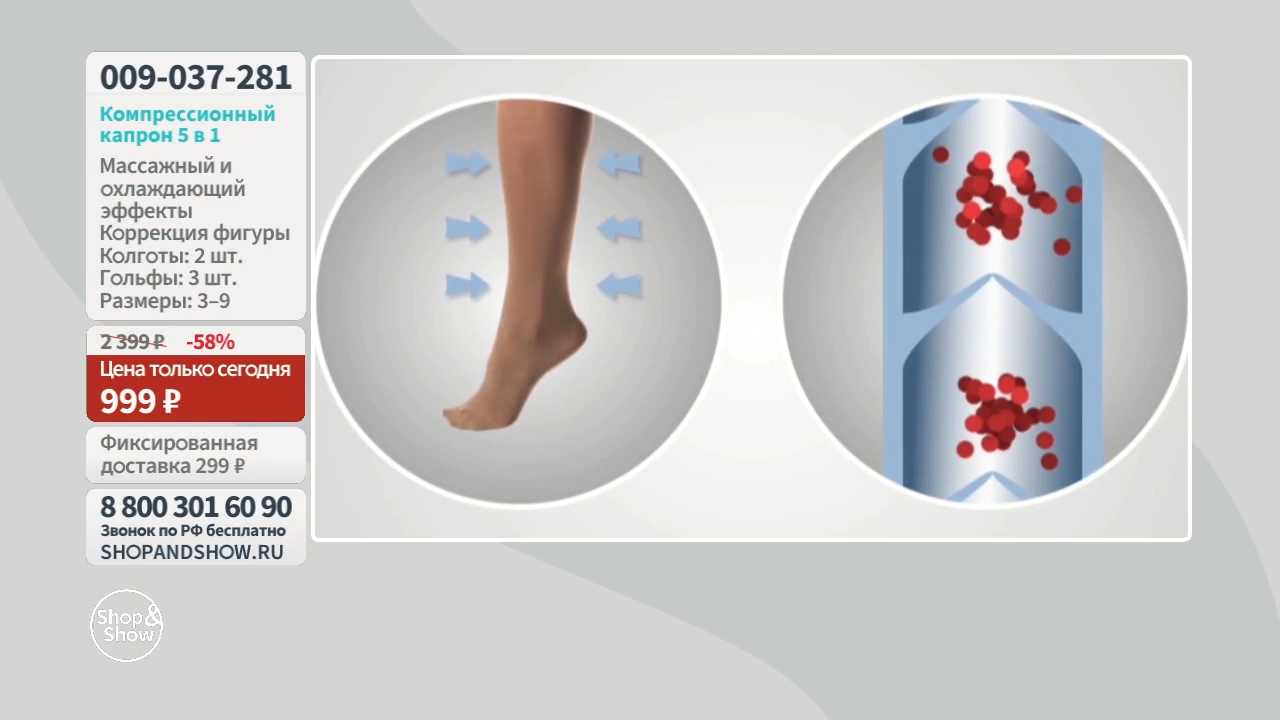 009-037-281
Компрессионный
капрон 5 в 1
Массажный и
охлаждающий
эффекты
Коррекция фигуры
Колготы: 2 шт.
Гольфы: 3 шт.
Размеры: 3–9
2 399 ₽ -58%
Цена только сегодня
999 ₽
Фиксированная
доставка 299 ₽
8 800 301 60 90
Звонок по РФ бесплатно
SHOPANDSHOW.RU
Shop&
Show